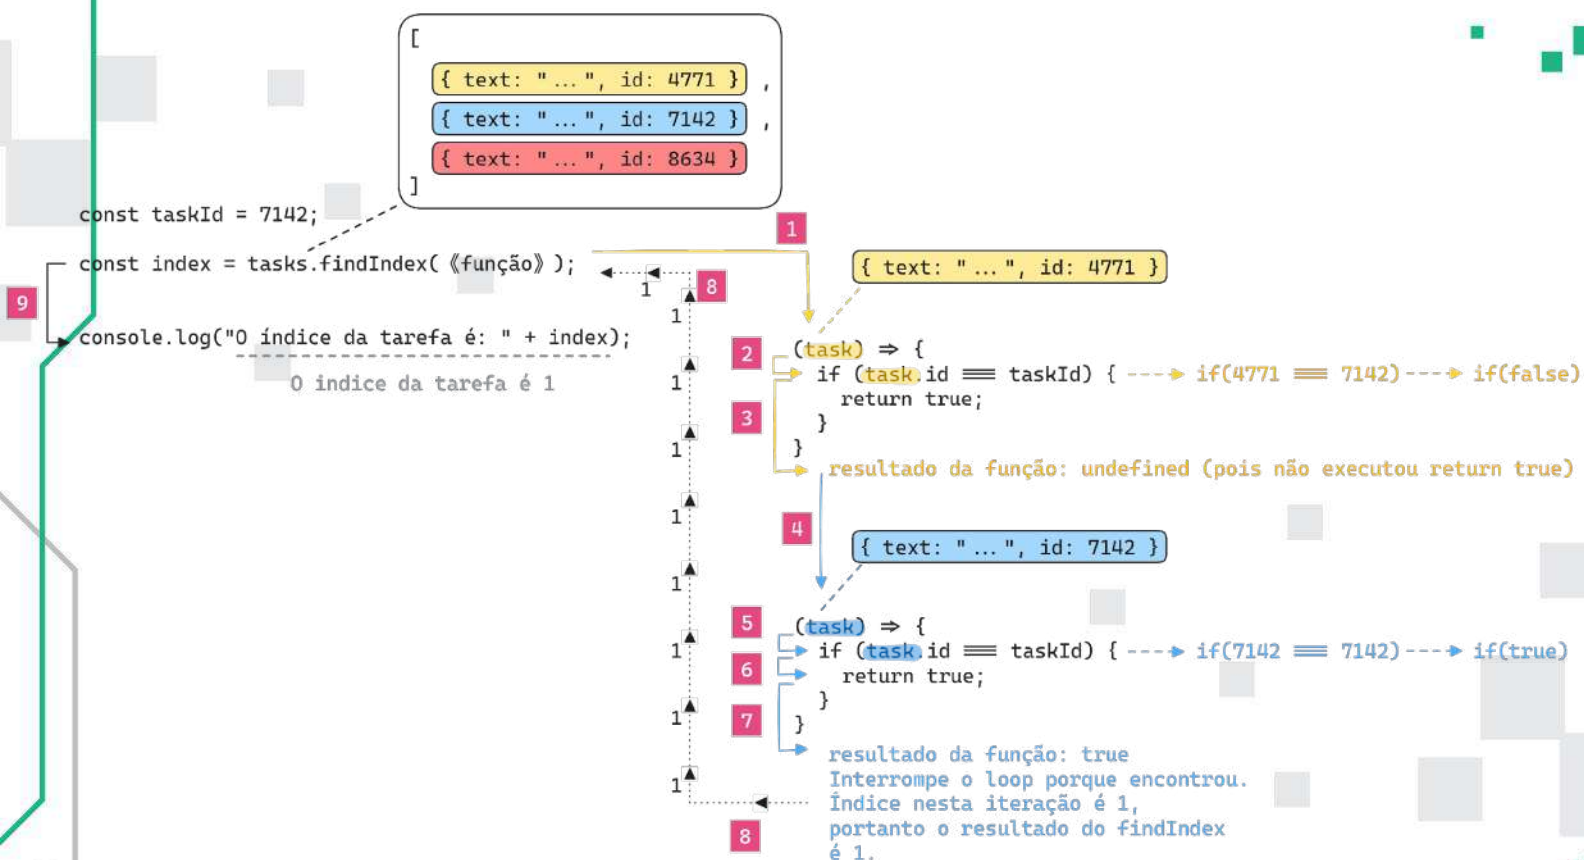 [
{ text: "...", id: 4771 } ,
{ text: "...", id: 7142 } ,
{ text: "...", id: 8634 }
]
const taskId = 7142;
const index = tasks.findIndex(《função》);
9
console.log("O índice da tarefa é: " + index);
O indice da tarefa é 1
1
{ text: "...", id: 4771 }
8
1
1
1
1
1
1
1
1
1
2
(task) ⇒ {
if (task.id ≡ taskId) { if(4771 ≡ 7142) if(false)
return true;
3
}
}
resultado da função: undefined (pois não executou return true)
4
{ text: "...", id: 7142 }
5
(task) ⇒ {
if (task.id ≡ taskId) { if(7142 ≡ 7142) if(true)
6
return true;
}
7
}
resultado da função: true
Interrompe o loop porque encontrou.
Índice nesta iteração é 1,
portanto o resultado do findIndex
é 1.
8